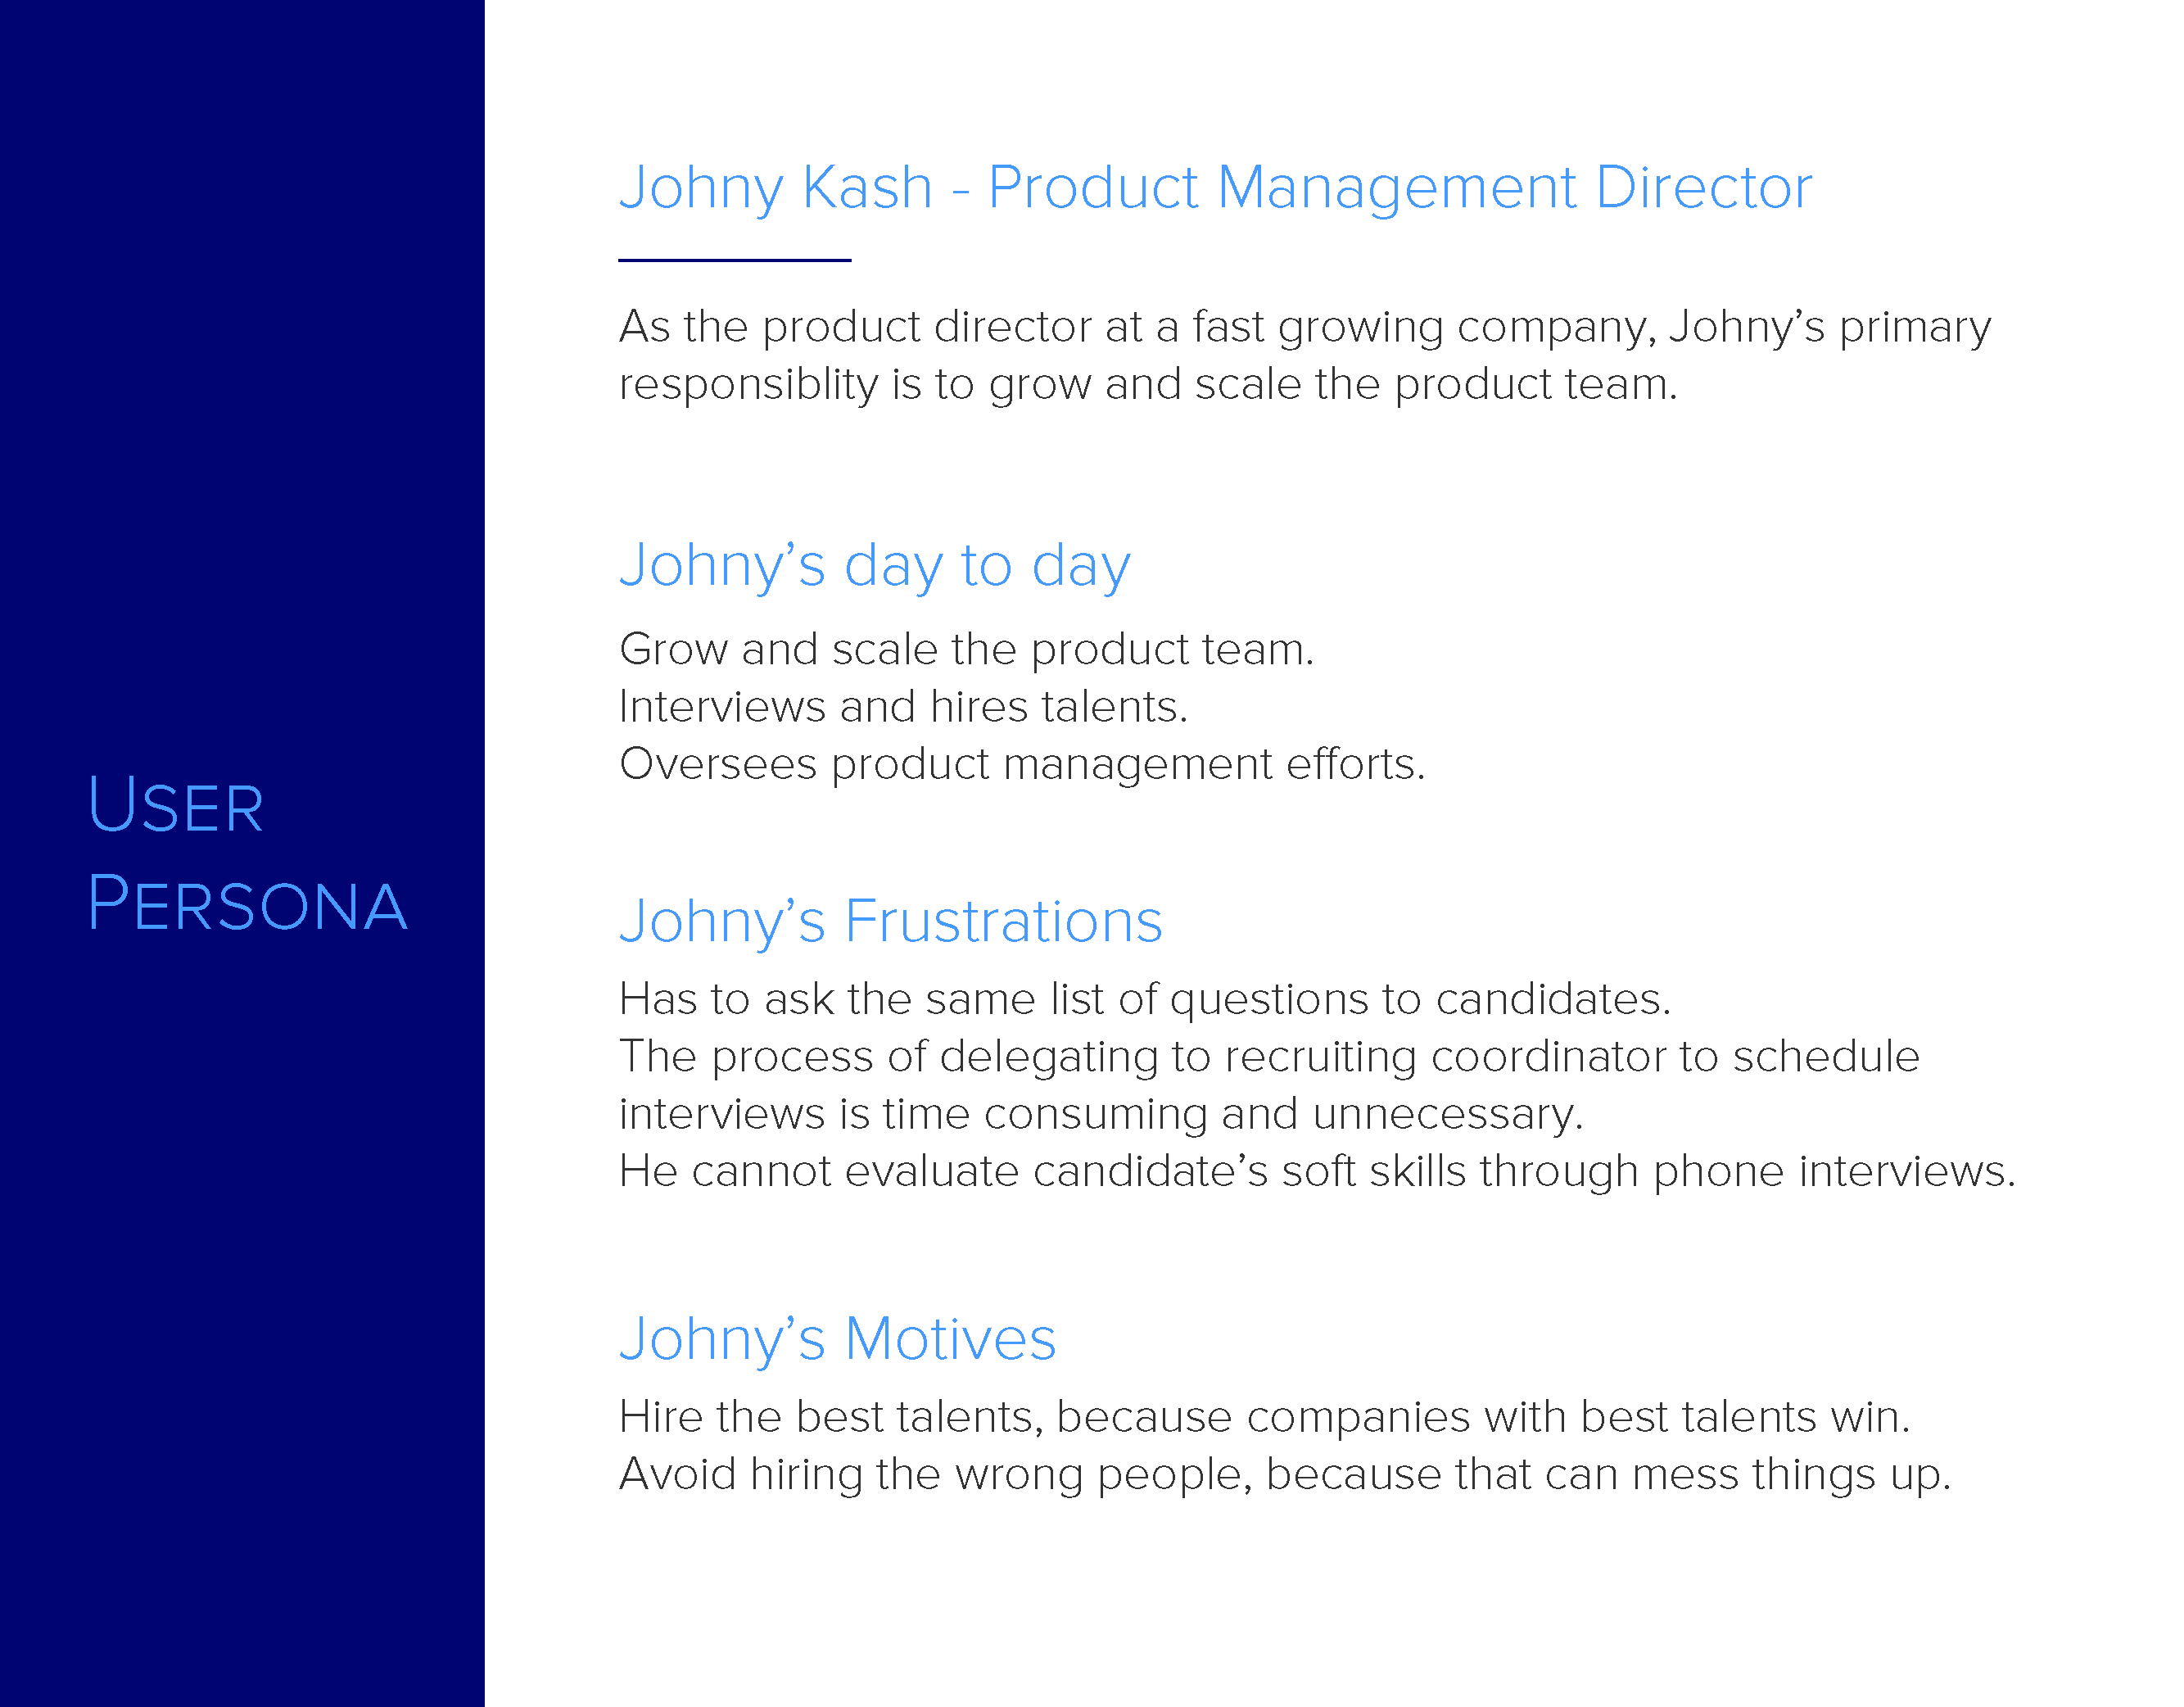 USER
PERSONA
Johny Kash - Product Management Director
As the product director at a fast growing company, Johny’s primary
responsiblity is to grow and scale the product team.
Johny’s day to day
Grow and scale the product team.
Interviews and hires talents.
Oversees product management efforts.
Johny’s Frustrations
Has to ask the same list of questions to candidates.
The process of delegating to recruiting coordinator to schedule
interviews is time consuming and unnecessary.
He cannot evaluate candidate’s soft skills through phone interviews.
Johny’s Motives
Hire the best talents, because companies with best talents win.
Avoid hiring the wrong people, because that can mess things up.